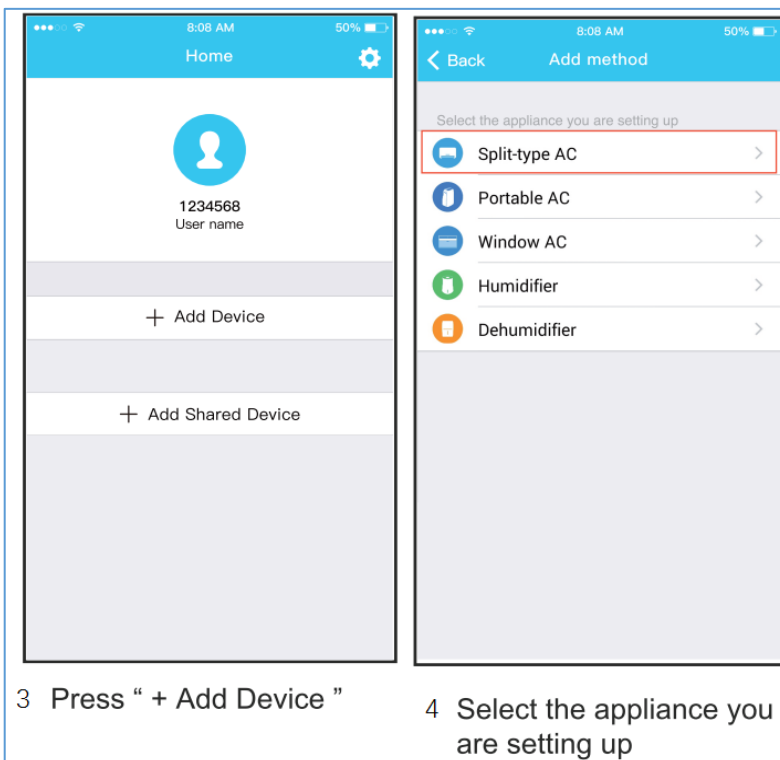 8:08 AM
50%
Home
1234568
User name
+ Add Device
+ Add Shared Device
3 Press “ + Add Device ”
8:08 AM
50%
Back
Add method
Select the appliance you are setting up
Split-type AC
Portable AC
Window AC
Humidifier
Dehumidifier
4 Select the appliance you
are setting up